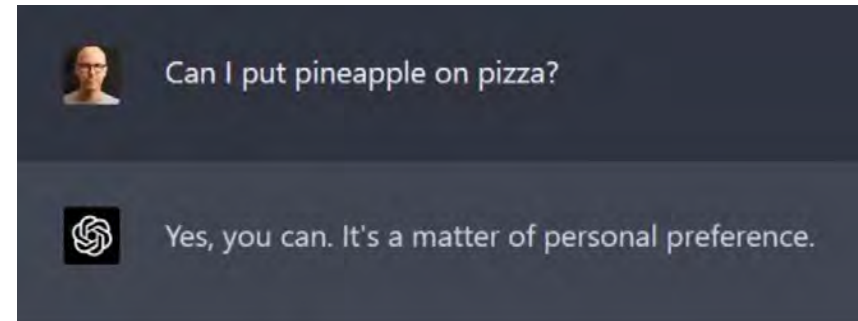 Can I put pineapple on pizza?
Yes, you can. It's a matter of personal preference.